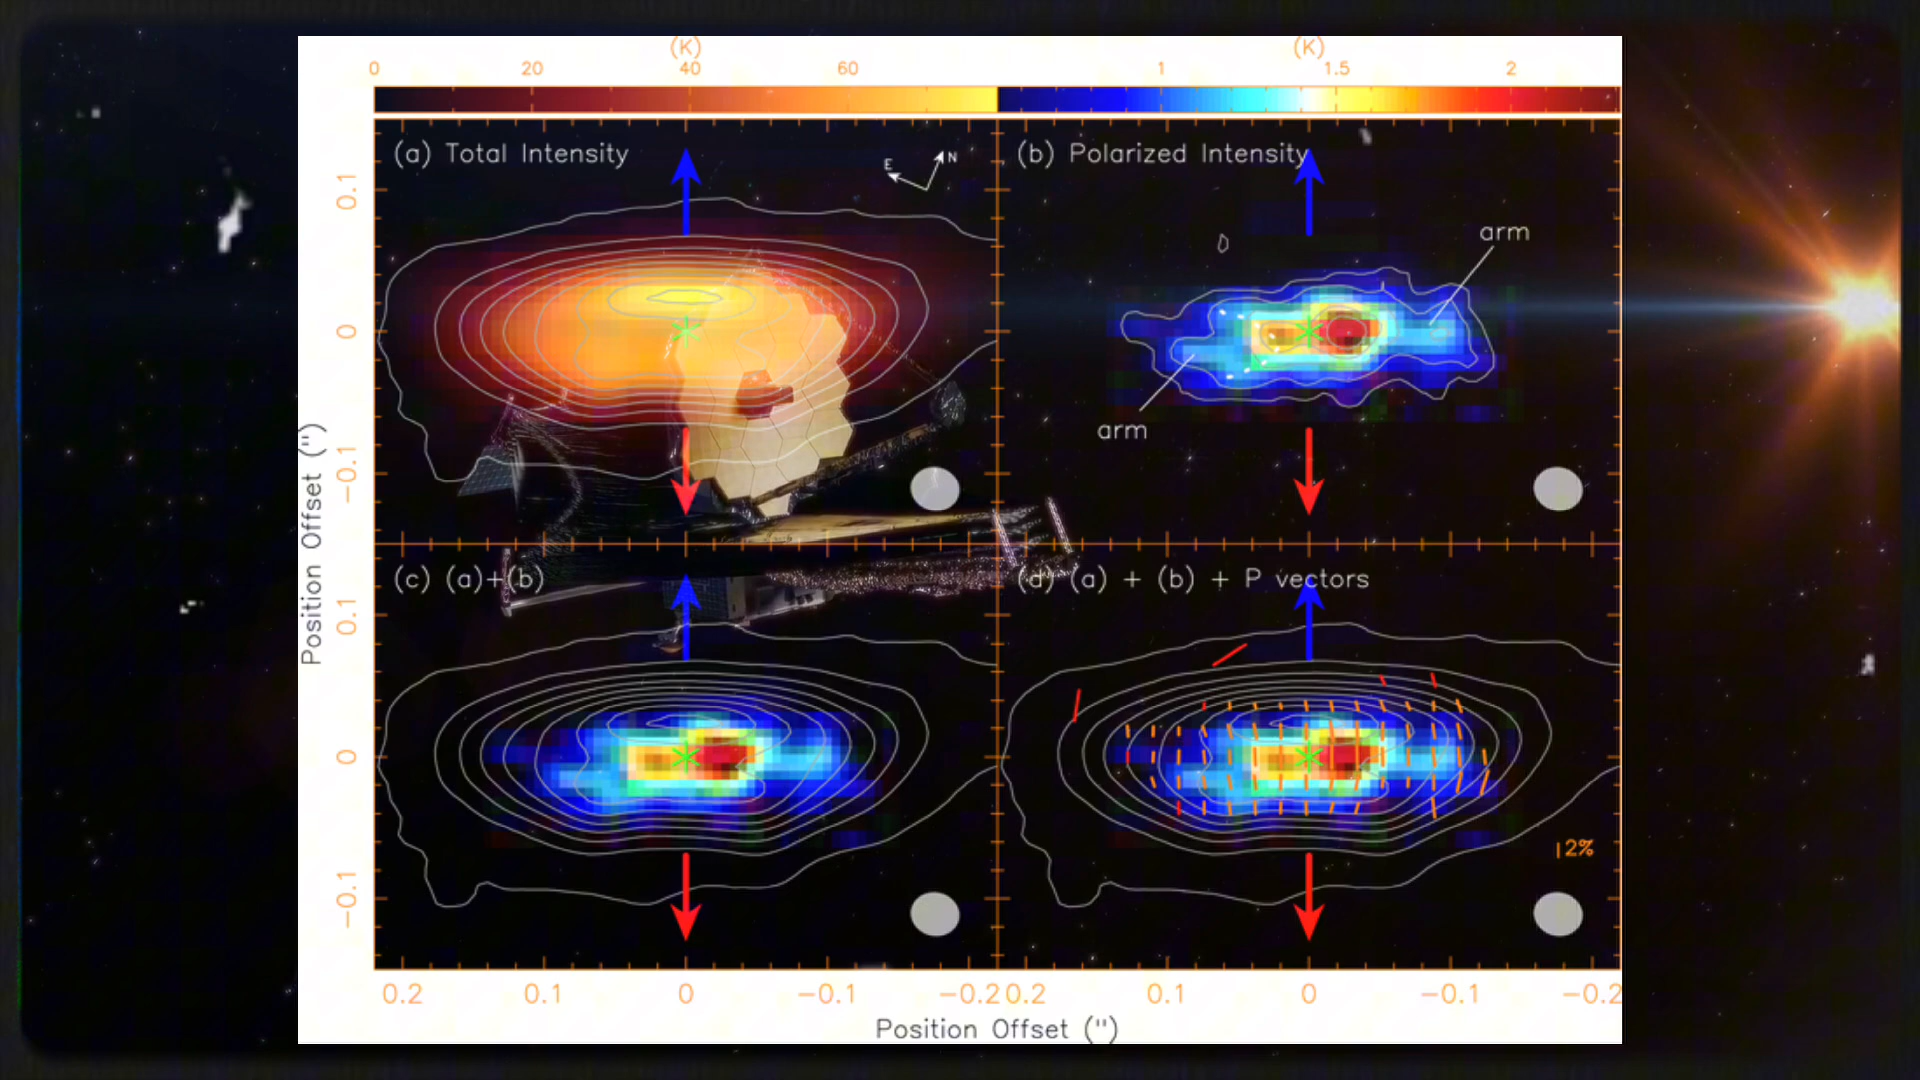 (K) (K)
0 20 40 60 1 1.5 2
(a) Total Intensity
E N
(b) Polarized Intensity
arm
arm
0.1
0
−0.1
Position Offset (")
(c) (a)+(b)
(d) (a) + (b) + P vectors
0.1
0
−0.1
2%
0.2 0.1 0 −0.1 −0.2 0.2 0.1 0 −0.1 −0.2
Position Offset (")